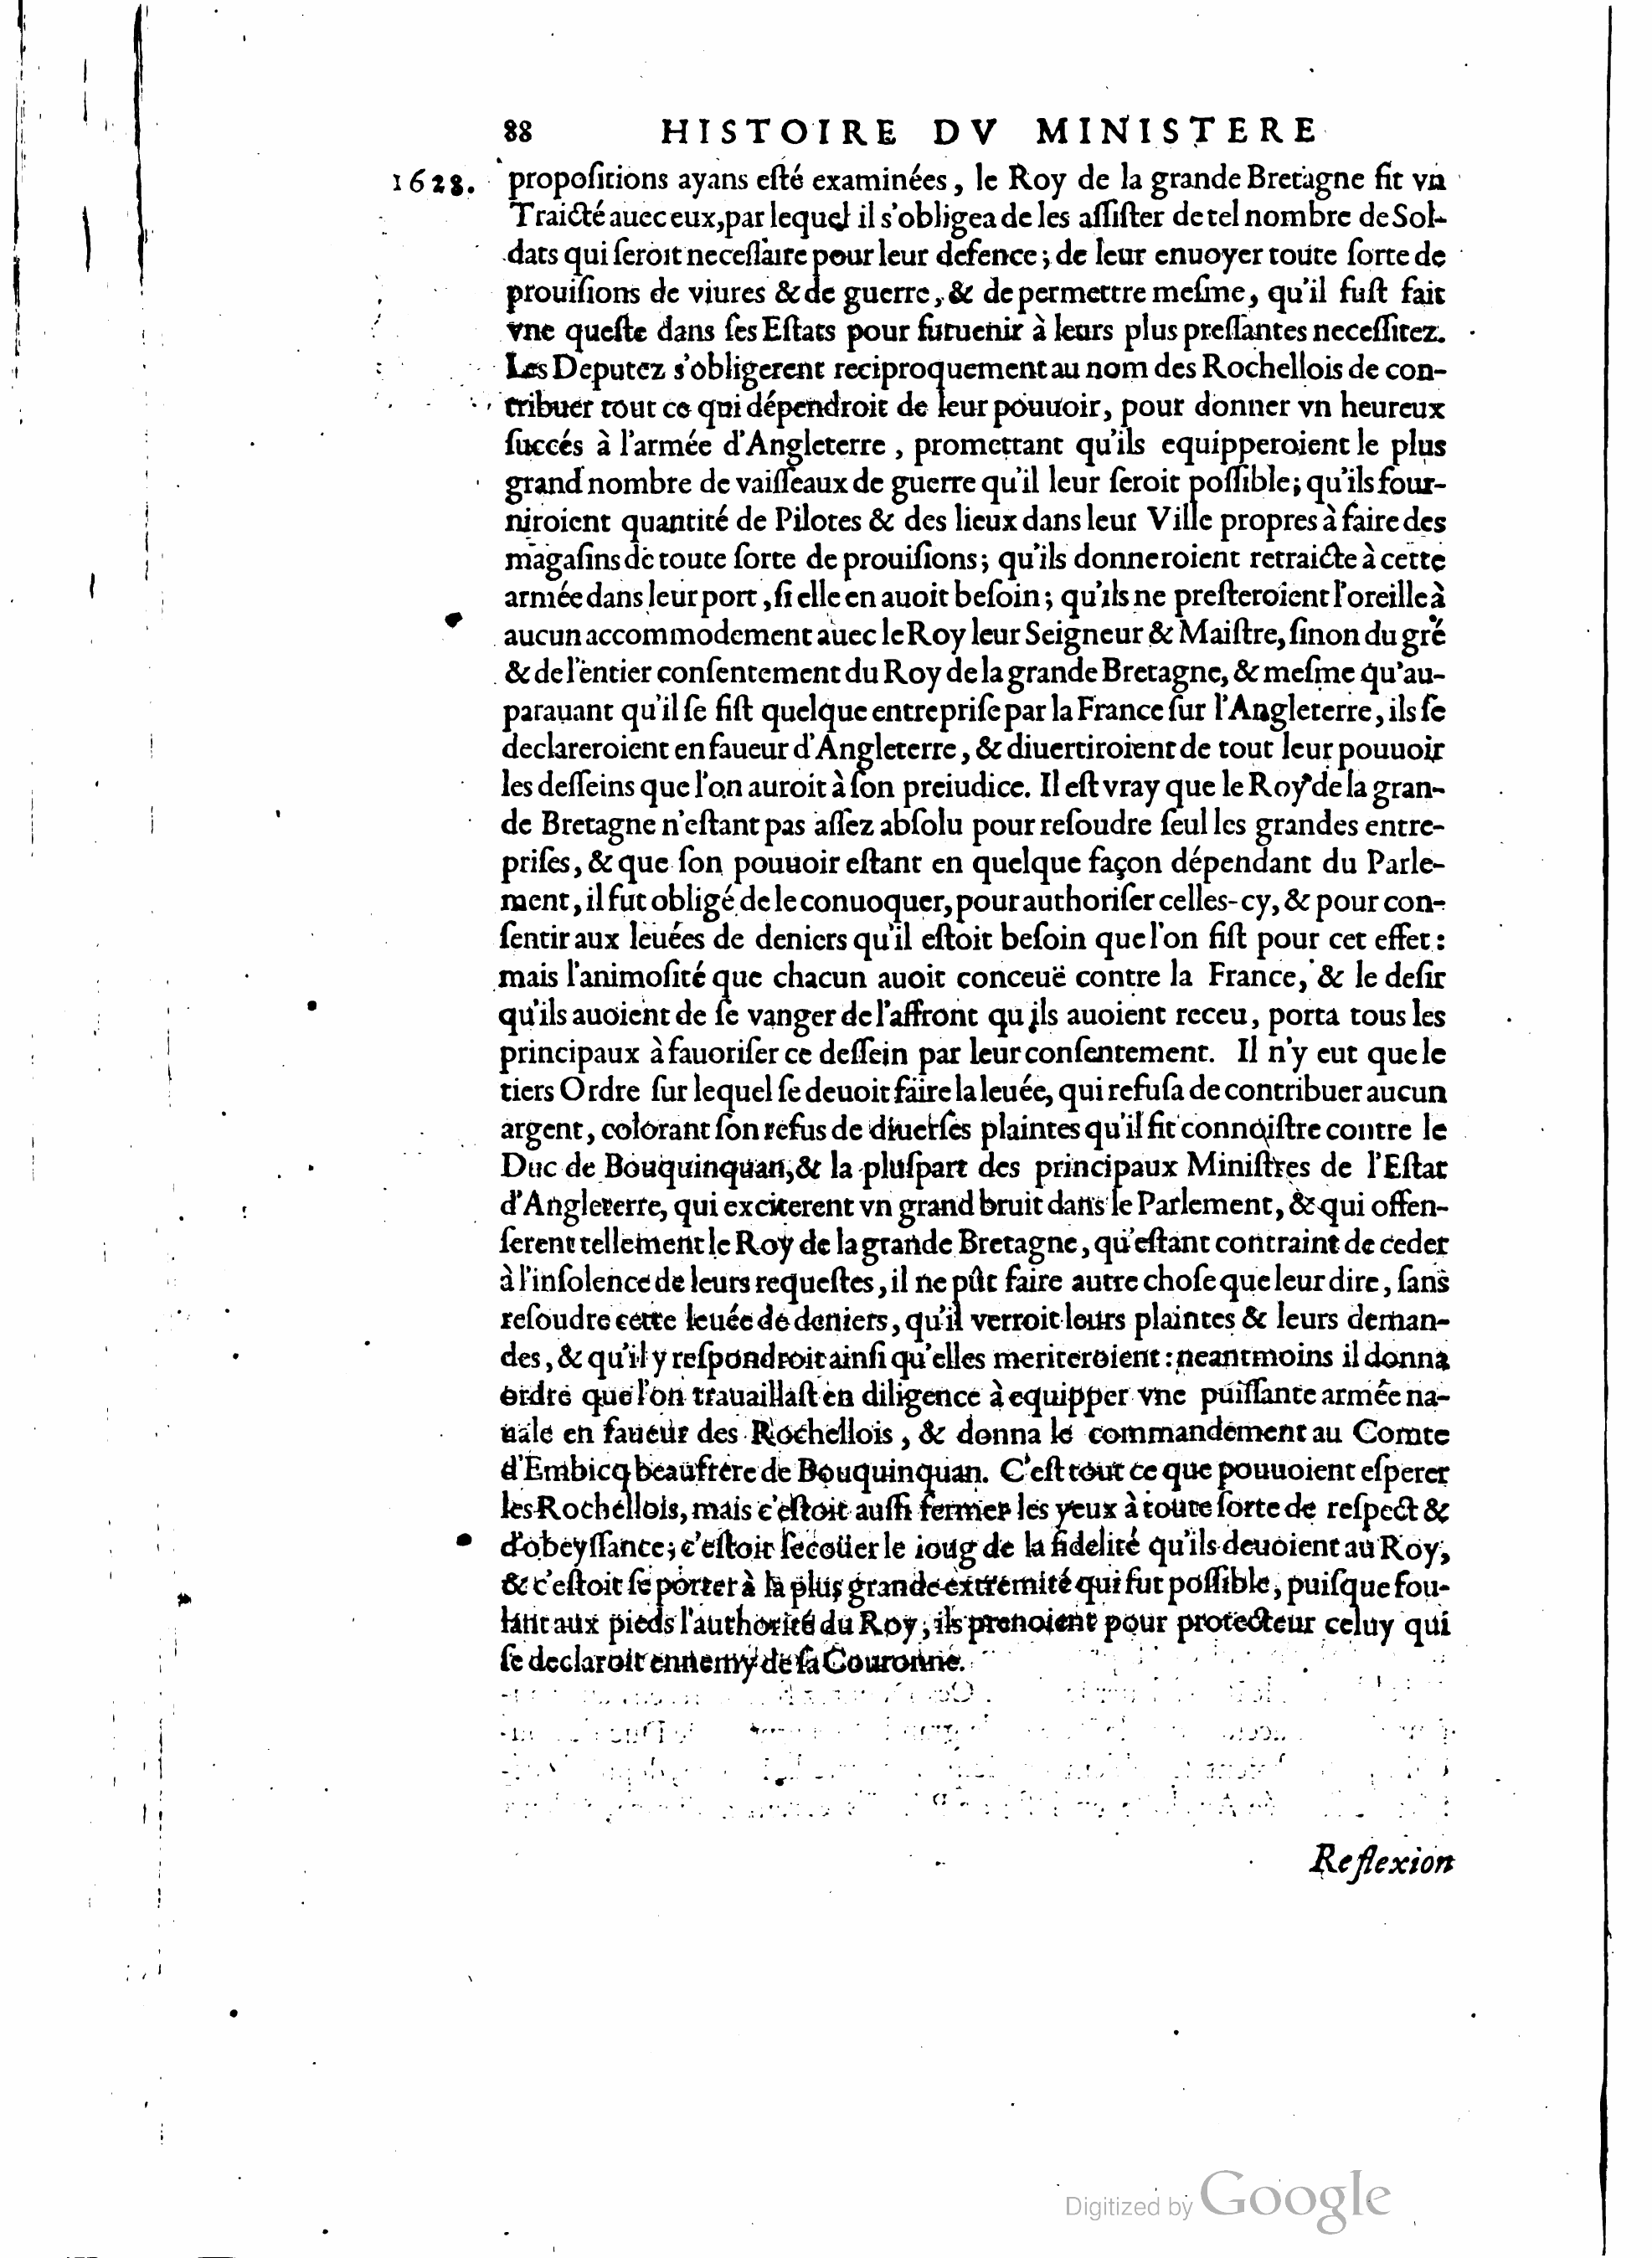 88 HISTOIRE DV MINISTERE
1628. propoſitions ayans eſté examinées, le Roy de la grande Bretagne fit vn
Traicté auec eux, par lequel il s'obligea de les aſſiſter de tel nombre de Sol-
dats qui ſeroit neceſſaire pour leur defence; de leur enuoyer toute ſorte de
prouiſions de viures & de guerre, & de permettre meſme, qu'il fuſt fait
vne queſte dans ſes Eſtats pour ſuruenir à leurs plus preſſantes neceſſitez.
Les Deputez s'obligerent reciproquement au nom des Rochellois de con-
tribuer tout ce qui dépendroit de leur pouuoir, pour donner vn heureux
ſuccés à l'armée d'Angleterre, promettant qu'ils equipperoient le plus
grand nombre de vaiſſeaux de guerre qu'il leur ſeroit poſſible; qu'ils four-
niroient quantité de Pilotes & des lieux dans leur Ville propres à faire des
magaſins de toute ſorte de prouiſions; qu'ils donneroient retraicte à cette
armée dans leur port, ſi elle en auoit beſoin; qu'ils ne preſteroient l'oreille à
aucun accommodement auec le Roy leur Seigneur & Maiſtre, ſinon du gré
& de l'entier conſentement du Roy de la grande Bretagne, & meſme qu'au-
parauant qu'il ſe fiſt quelque entrepriſe par la France ſur l'Angleterre, ils ſe
declareroient en faueur d'Angleterre, & diuertiroient de tout leur pouuoir
les deſſeins que l'on auroit à ſon preiudice. Il eſt vray que le Roy de la gran-
de Bretagne n'eſtant pas aſſez abſolu pour reſoudre ſeul les grandes entre-
priſes, & que ſon pouuoir eſtant en quelque façon dépendant du Parle-
ment, il fut obligé de le conuoquer, pour authoriſer celles-cy, & pour con-
ſentir aux leuées de deniers qu'il eſtoit beſoin que l'on fiſt pour cet effet:
mais l'animoſité que chacun auoit conceuë contre la France, & le deſir
qu'ils auoient de ſe vanger de l'affront qu'ils auoient receu, porta tous les
principaux à fauoriſer ce deſſein par leur conſentement. Il n'y eut que le
tiers Ordre ſur lequel ſe deuoit faire la leuée, qui refuſa de contribuer aucun
argent, colorant ſon refus de diuerſes plaintes qu'il fit connoiſtre contre le
Duc de Bouquinquan, & la pluſpart des principaux Miniſtres de l'Eſtat
d'Angleterre, qui exciterent vn grand bruit dans le Parlement, & qui offen-
ſerent tellement le Roy de la grande Bretagne, qu'eſtant contraint de ceder
à l'inſolence de leurs requeſtes, il ne pût faire autre choſe que leur dire, ſans
reſoudre cette leuée de deniers, qu'il verroit leurs plaintes & leurs deman-
des, & qu'il y reſpondroit ainſi qu'elles meriteroient: neantmoins il donna
ordre que l'on trauaillaſt en diligence à equipper vne puiſſante armée na-
uale en faueur des Rochellois, & donna le commandement au Comte
d'Embicq beaufrere de Bouquinquan. C'eſt tout ce que pouuoient eſperer
les Rochellois, mais c'eſtoit auſſi fermer les yeux à toute ſorte de reſpect &
d'obeyſſance; c'eſtoit ſecoüer le ioug de la fidelité qu'ils deuoient au Roy,
& c'eſtoit ſe porter à la plus grande extremité qui fut poſſible, puiſque fou-
lant aux pieds l'authorité du Roy, ils prenoient pour protecteur celuy qui
ſe declaroit ennemy de ſa Couronne.
Reflexion
Digitized by Google